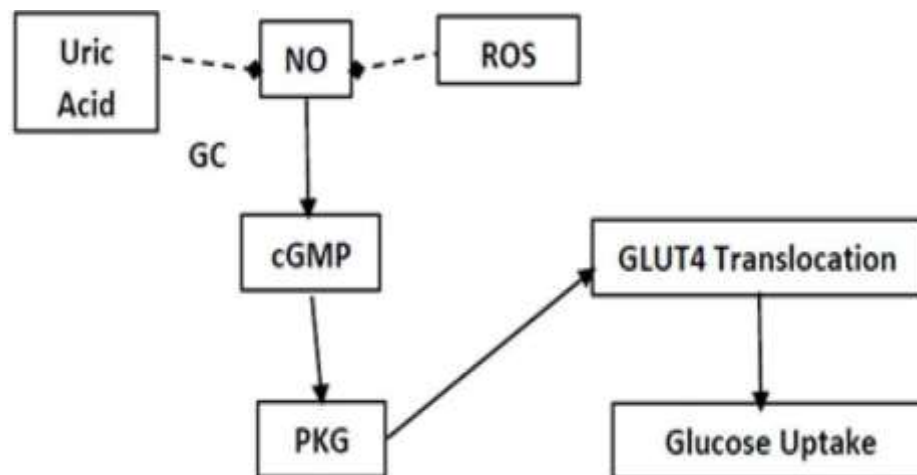 Uric
Acid
NO
ROS
GC
cGMP
GLUT4 Translocation
PKG
Glucose Uptake